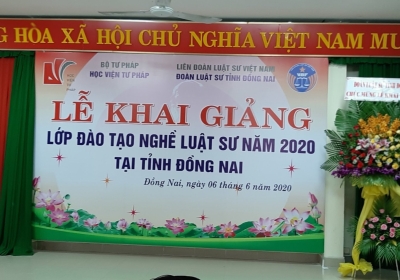 G HÒA XÃ HỘI CHỦ NGHĨA VIỆT NAM MU
BỘ TƯ PHÁP
HỌC VIỆN TƯ PHÁP
LIÊN ĐOÀN LUẬT SƯ VIỆT NAM
ĐOÀN LUẬT SƯ TỈNH ĐỒNG NAI
LỄ KHAI GIẢNG
LỚP ĐÀO TẠO NGHỀ LUẬT SƯ NĂM 2020
TẠI TỈNH ĐỒNG NAI
Đồng Nai, ngày 06 tháng 6 năm 2020